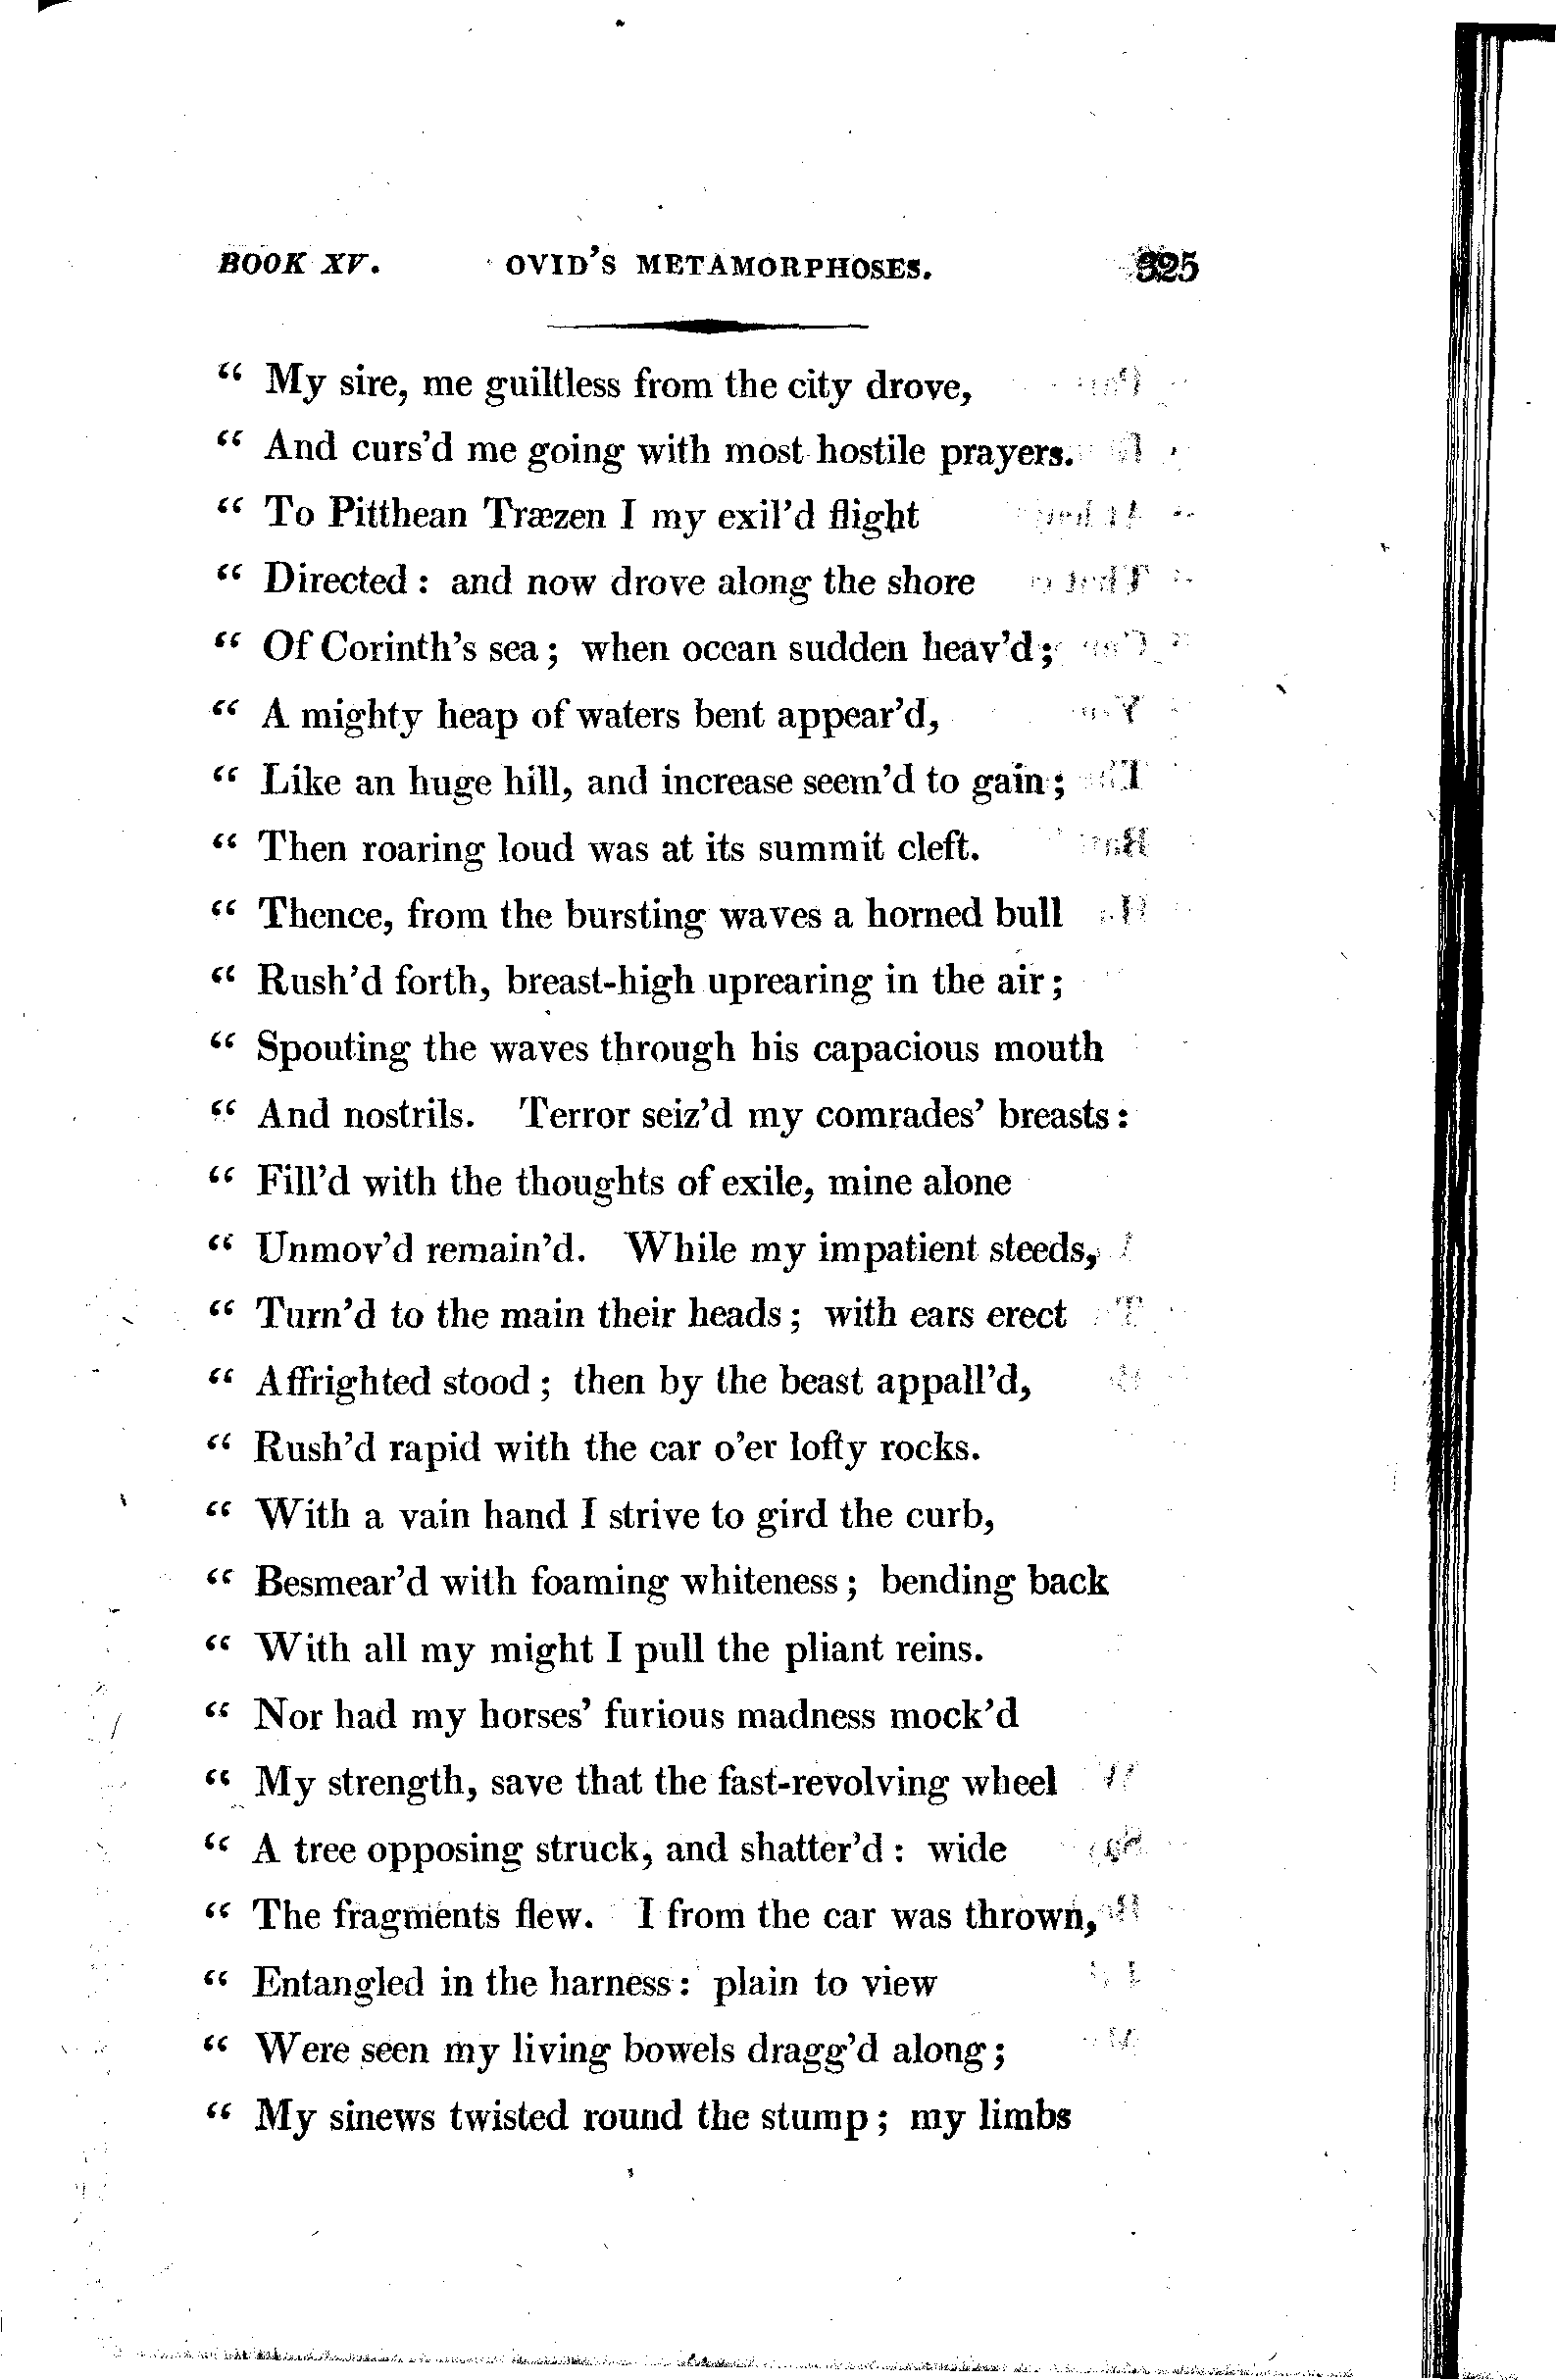 BOOK XV. OVID'S METAMORPHOSES. 325
“ My sire, me guiltless from the city drove,
“ And curs'd me going with most hostile prayers.
“ To Pitthean Træzen I my exil'd flight
“ Directed : and now drove along the shore
“ Of Corinth's sea ; when ocean sudden heav'd ;
“ A mighty heap of waters bent appear'd,
“ Like an huge hill, and increase seem'd to gain ;
“ Then roaring loud was at its summit cleft.
“ Thence, from the bursting waves a horned bull
“ Rush'd forth, breast-high uprearing in the air ;
“ Spouting the waves through his capacious mouth
“ And nostrils. Terror seiz'd my comrades' breasts :
“ Fill'd with the thoughts of exile, mine alone
“ Unmov'd remain'd. While my impatient steeds,
“ Turn'd to the main their heads ; with ears erect
“ Affrighted stood ; then by the beast appall'd,
“ Rush'd rapid with the car o'er lofty rocks.
“ With a vain hand I strive to gird the curb,
“ Besmear'd with foaming whiteness ; bending back
“ With all my might I pull the pliant reins.
“ Nor had my horses' furious madness mock'd
“ My strength, save that the fast-revolving wheel
“ A tree opposing struck, and shatter'd : wide
“ The fragments flew. I from the car was thrown,
“ Entangled in the harness : plain to view
“ Were seen my living bowels dragg'd along ;
“ My sinews twisted round the stump ; my limbs